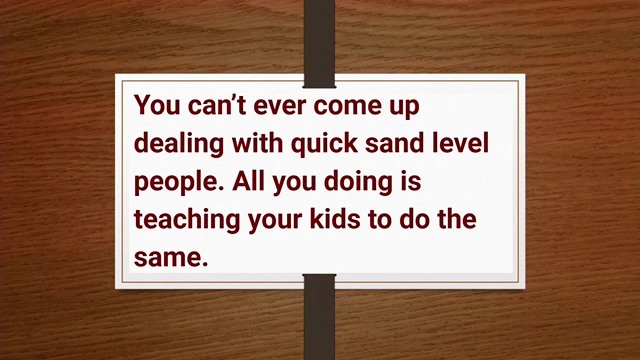 You can’t ever come up
dealing with quick sand level
people. All you doing is
teaching your kids to do the
same.